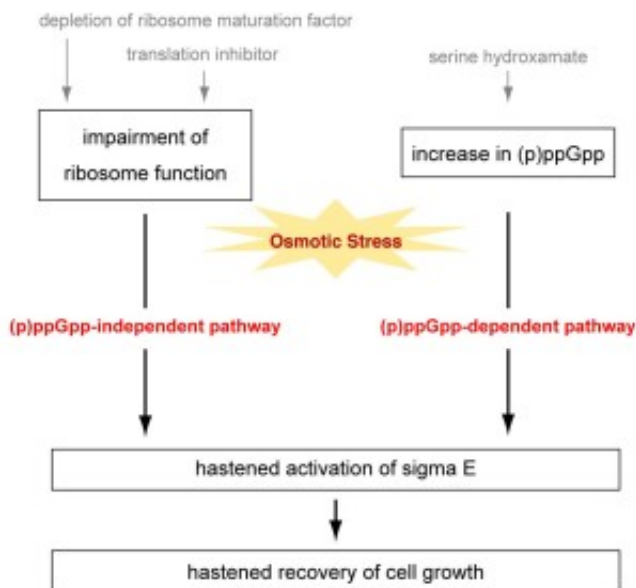 depletion of ribosome maturation factor
translation inhibitor
serine hydroxamate
impairment of
ribosome function
increase in (p)ppGpp
Osmotic Stress
(p)ppGpp-independent pathway
(p)ppGpp-dependent pathway
hastened activation of sigma E
hastened recovery of cell growth